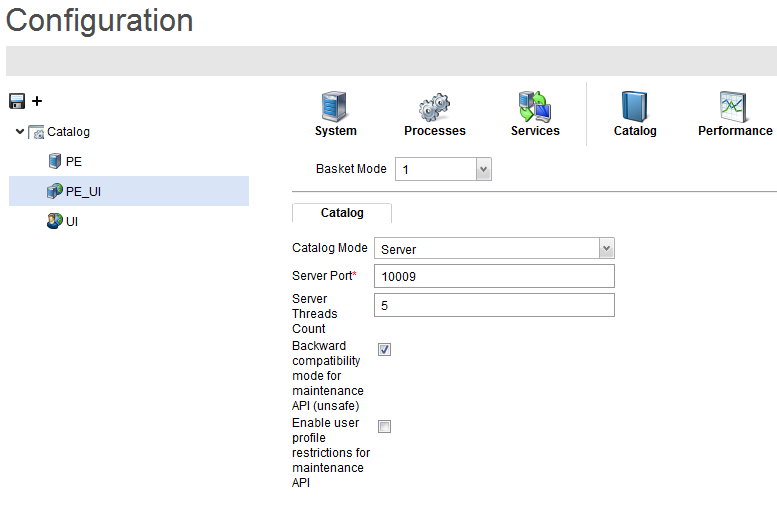 Configuration
System Processes Services Catalog Performance
Catalog
PE
PE_UI
UI
Basket Mode 1
Catalog
Catalog Mode Server
Server Port* 10009
Server
Threads 5
Count
Backward
compatibility
mode for
maintenance
API (unsafe)
Enable user
profile
restrictions for
maintenance
API